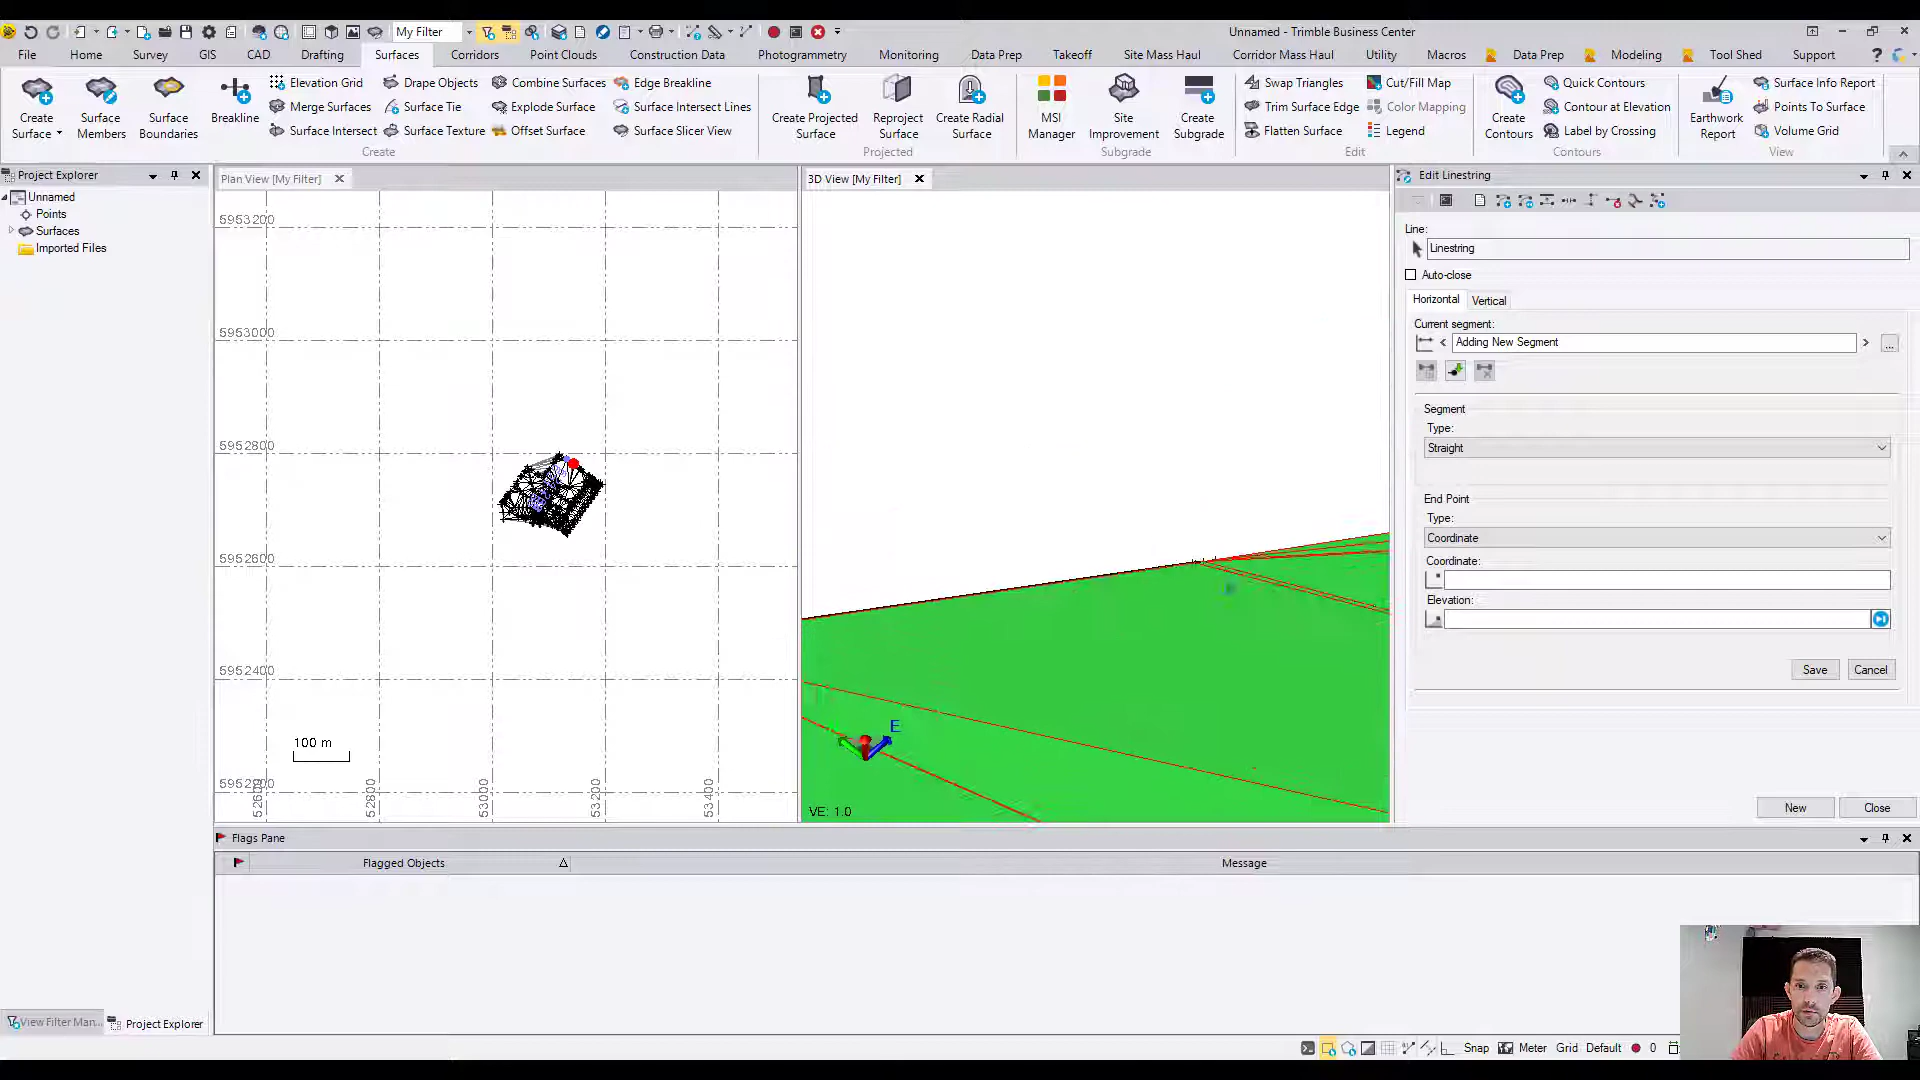 My Filter
Unnamed - Trimble Business Center
File Home Survey GIS CAD Drafting Surfaces Corridors Point Clouds Construction Data Photogrammetry Monitoring Data Prep Takeoff Site Mass Haul Corridor Mass Haul Utility Macros Data Prep Modeling Tool Shed Support
Elevation Grid Drape Objects Combine Surfaces Edge Breakline Swap Triangles Cut/Fill Map Quick Contours Surface Info Report
Merge Surfaces Surface Tie Explode Surface Surface Intersect Lines Trim Surface Edge Color Mapping Contour at Elevation Points To Surface
Surface Intersect Surface Texture Offset Surface Surface Slicer View Flatten Surface Legend Label by Crossing Volume Grid
Create Surface
Surface Members
Surface Boundaries
Breakline
Create Projected Surface
Reproject Surface
Create Radial Surface
MSI Manager
Site Improvement
Create Subgrade
Create Contours
Earthwork Report
Create Projected Subgrade Edit Contours View
Project Explorer
Unnamed
Points
Surfaces
Imported Files
View Filter Man... Project Explorer
Plan View [My Filter]
5953200
5953000
5952800
5952600
5952400
100 m
52800
53000
53200
53400
3D View [My Filter]
E
VE: 1.0
Edit Linestring
Line:
Linestring
Auto-close
Horizontal Vertical
Current segment:
< Adding New Segment > ...
Segment
Type:
Straight
End Point
Type:
Coordinate
Coordinate:
Elevation:
Save Cancel
New Close
Flags Pane
Flagged Objects Message
Snap Meter Grid Default 0